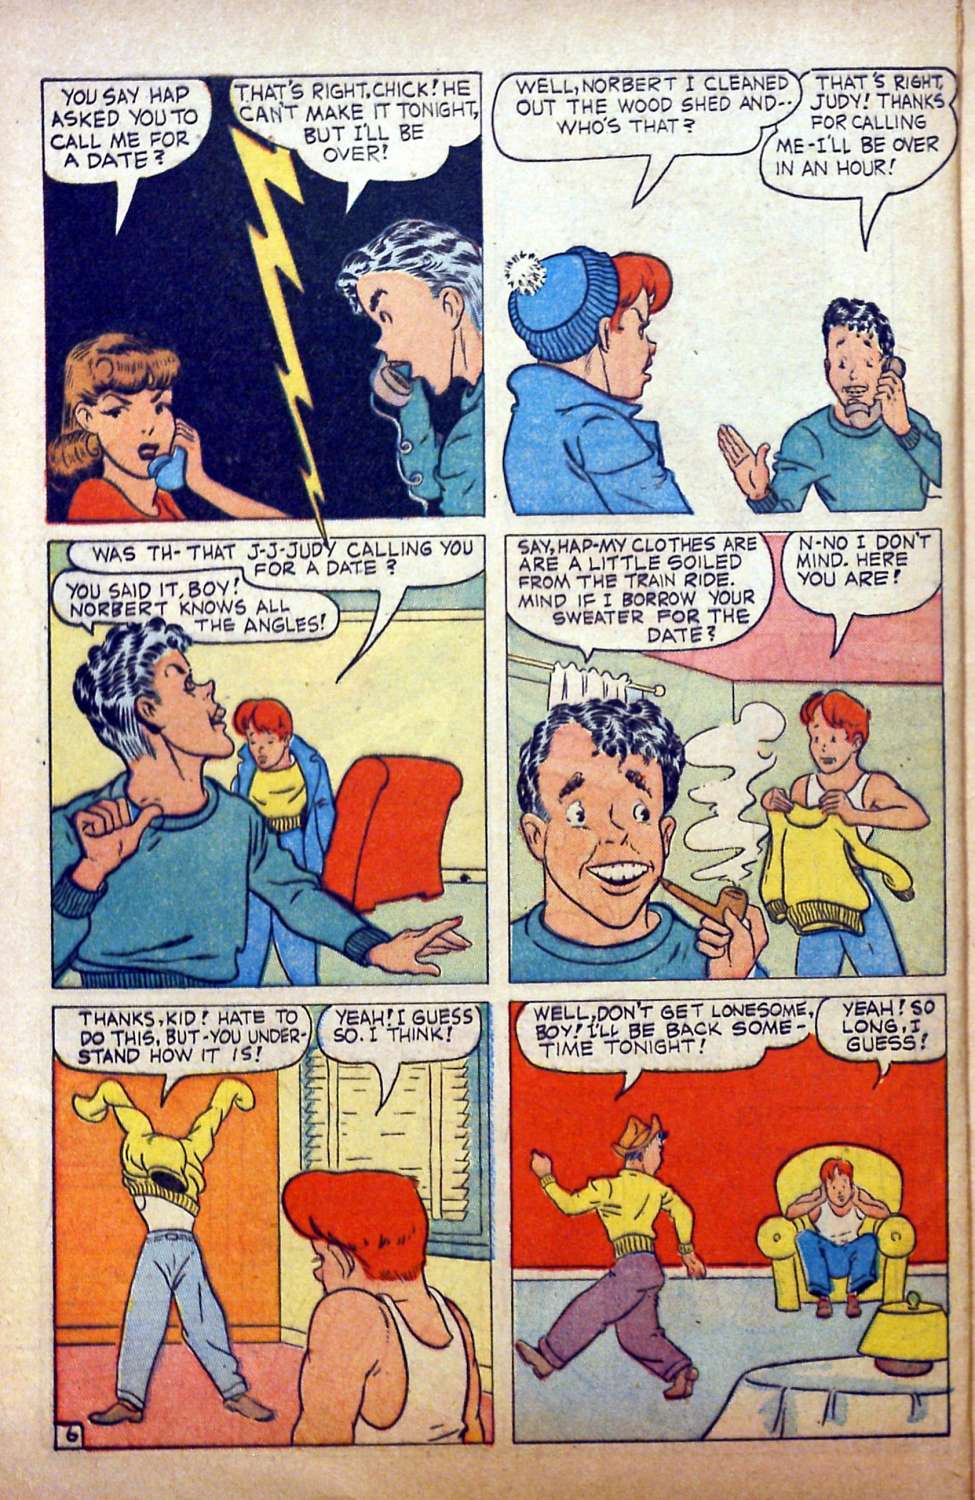 YOU SAY HAP
ASKED YOU TO
CALL ME FOR
A DATE?
THAT'S RIGHT, CHICK! HE
CAN'T MAKE IT TONIGHT,
BUT I'LL BE
OVER!
WELL, NORBERT I CLEANED
OUT THE WOOD SHED AND--
WHO'S THAT?
THAT'S RIGHT,
JUDY! THANKS
FOR CALLING
ME-I'LL BE OVER
IN AN HOUR!
WAS TH-THAT J-J-JUDY CALLING YOU
FOR A DATE?
YOU SAID IT, BOY!
NORBERT KNOWS ALL
THE ANGLES!
SAY, HAP-MY CLOTHES ARE
ARE A LITTLE SOILED
FROM THE TRAIN RIDE.
MIND IF I BORROW YOUR
SWEATER FOR THE
DATE?
N-NO I DON'T
MIND. HERE
YOU ARE!
THANKS, KID! HATE TO
DO THIS, BUT-YOU UNDER-
STAND HOW IT IS!
YEAH! I GUESS
SO. I THINK!
WELL, DON'T GET LONESOME,
BOY! I'LL BE BACK SOME-
TIME TONIGHT!
YEAH! SO
LONG, I
GUESS!
6